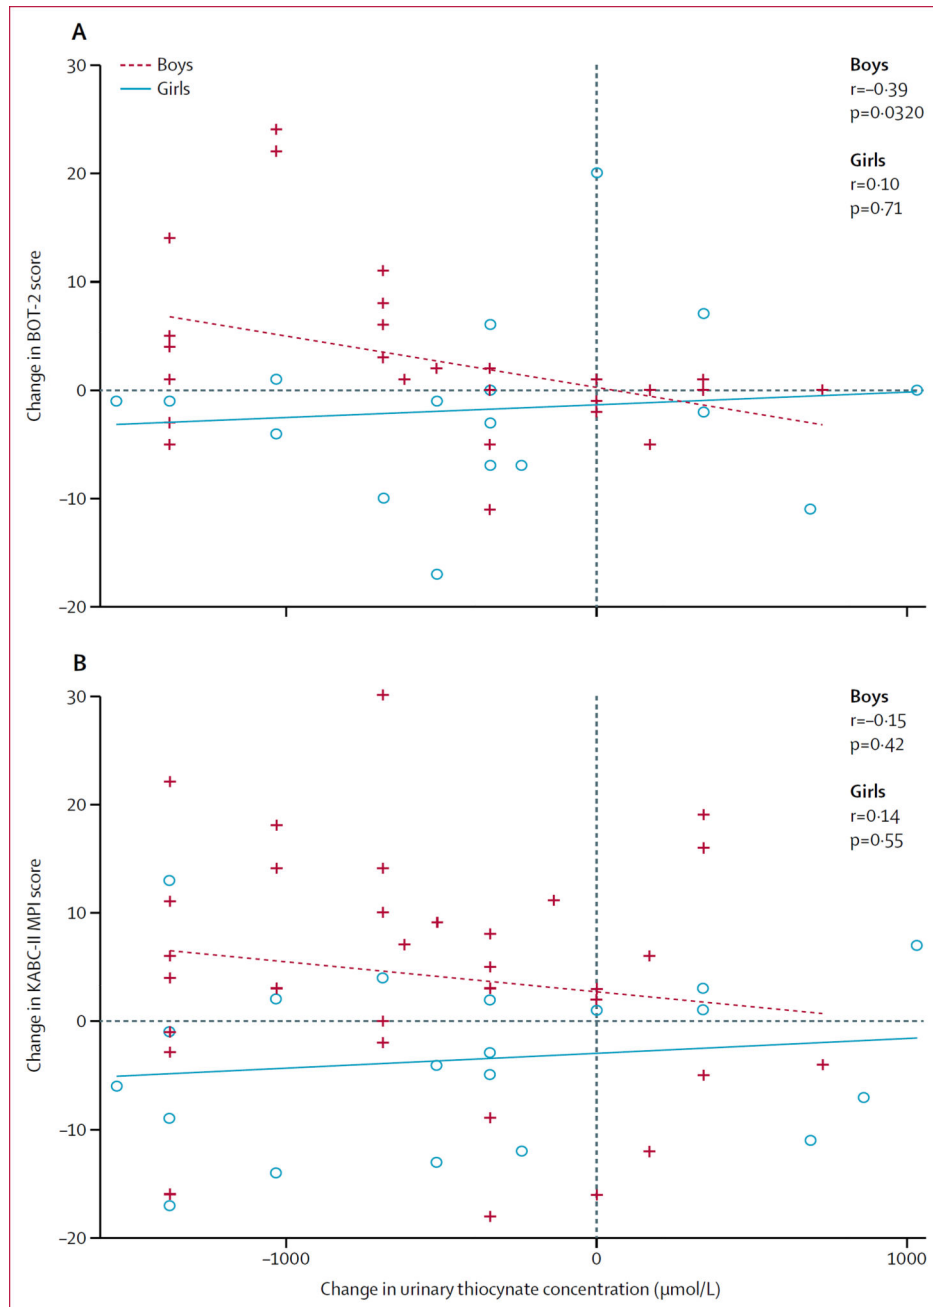 A
Boys
Girls
Boys
r=–0·39
p=0·0320
Girls
r=0·10
p=0·71
30
20
10
0
–10
–20
Change in BOT-2 score
B
Boys
r=–0·15
p=0·42
Girls
r=0·14
p=0·55
30
20
10
0
–10
–20
Change in KABC-II MPI score
–1000
0
1000
Change in urinary thiocynate concentration (μmol/L)